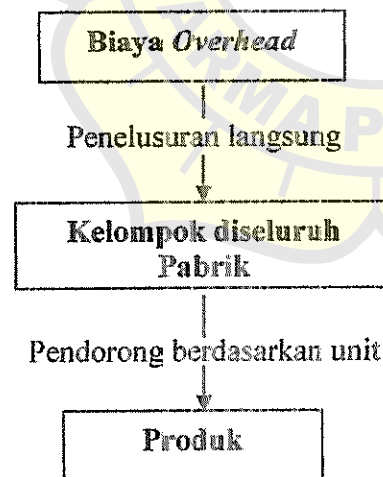 Biaya Overhead
Penelusuran langsung
Kelompok diseluruh
Pabrik
Pendorong berdasarkan unit
Produk